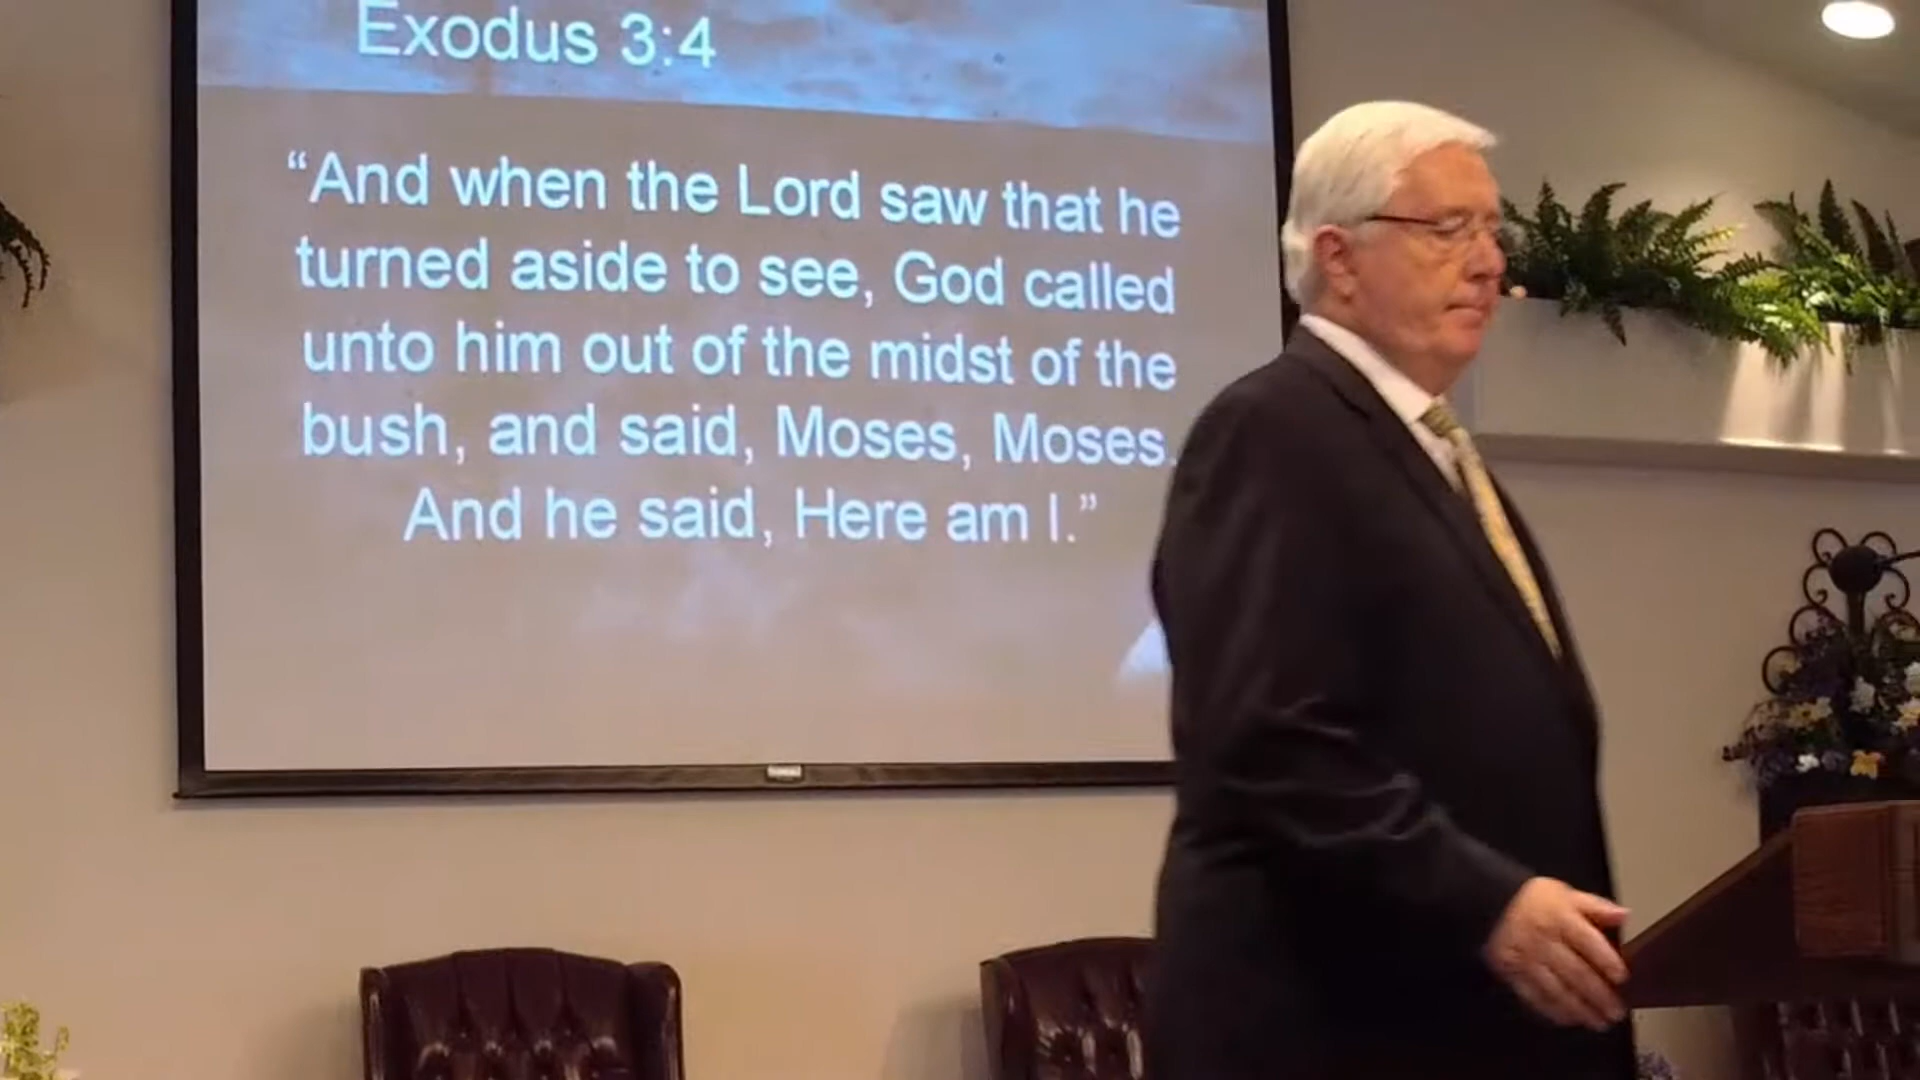 Exodus 3:4
“And when the Lord saw that he
turned aside to see, God called
unto him out of the midst of the
bush, and said, Moses, Moses.
And he said, Here am I.”